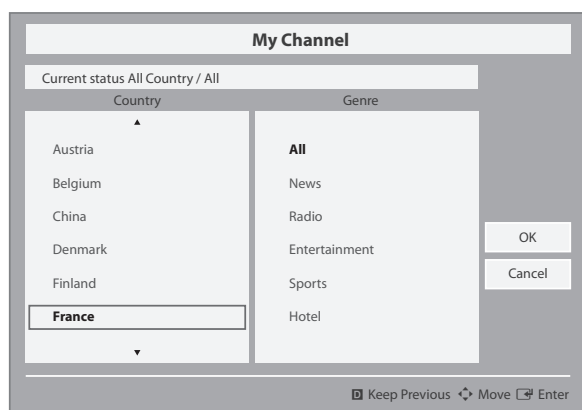 My Channel
Current status All Country / All
Country Genre
Austria All
Belgium News
China Radio
Denmark Entertainment
Finland Sports
France Hotel
OK
Cancel
D Keep Previous Move Enter